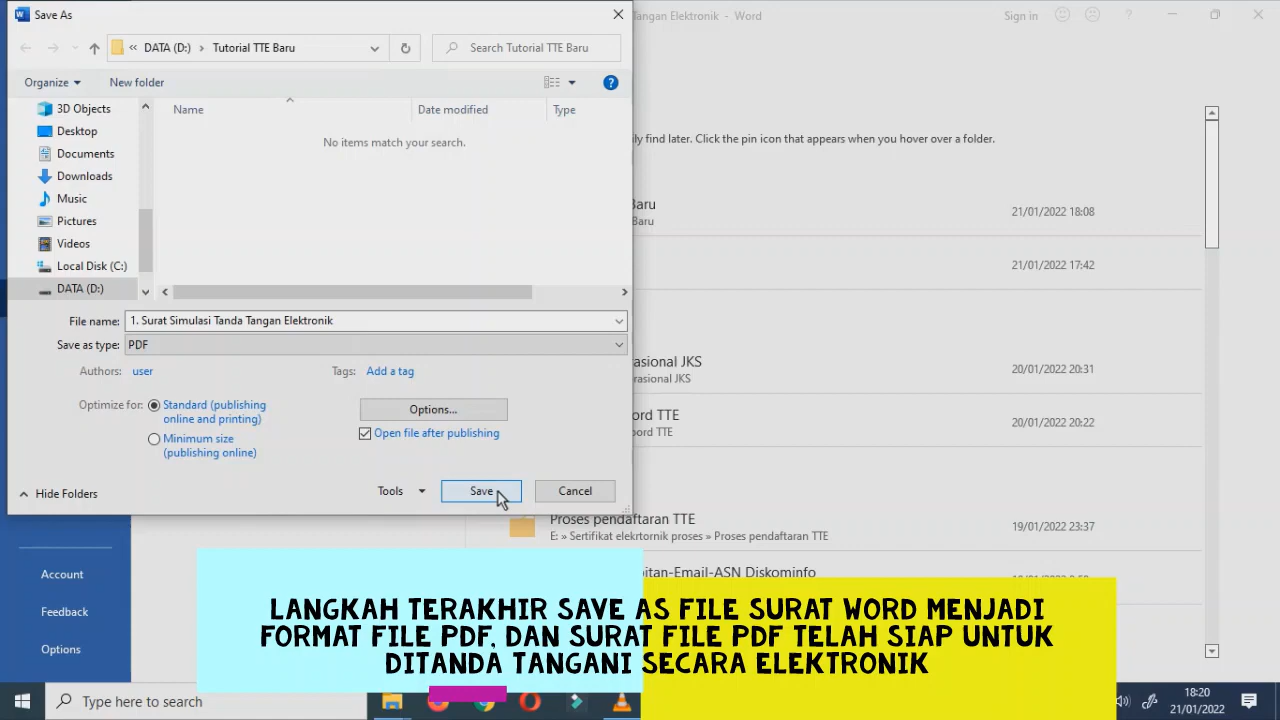 Save As
Tangan Elektronik - Word
Sign in
?
« DATA (D:) › Tutorial TTE Baru
Search Tutorial TTE Baru
Organize
New folder
?
3D Objects
Desktop
Documents
Downloads
Music
Pictures
Videos
Local Disk (C:)
DATA (D:)
Name
Date modified
Type
No items match your search.
File name: 1. Surat Simulasi Tanda Tangan Elektronik
Save as type: PDF
Authors: user
Tags: Add a tag
Optimize for: Standard (publishing
online and printing)
Minimum size
(publishing online)
Options...
Open file after publishing
Hide Folders
Tools
Save
Cancel
ily find later. Click the pin icon that appears when you hover over a folder.
Baru
Baru
21/01/2022 18:08
21/01/2022 17:42
rasional JKS
rasional JKS
20/01/2022 20:31
ord TTE
oord TTE
20/01/2022 20:22
Proses pendaftaran TTE
E: » Sertifikat elekrtornik proses » Proses pendaftaran TTE
19/01/2022 23:37
pitan-Email-ASN Diskominfo
Account
Feedback
Options
LANGKAH TERAKHIR SAVE AS FILE SURAT WORD MENJADI
FORMAT FILE PDF, DAN SURAT FILE PDF TELAH SIAP UNTUK
DITANDA TANGANI SECARA ELEKTRONIK
Type here to search
18:20
21/01/2022